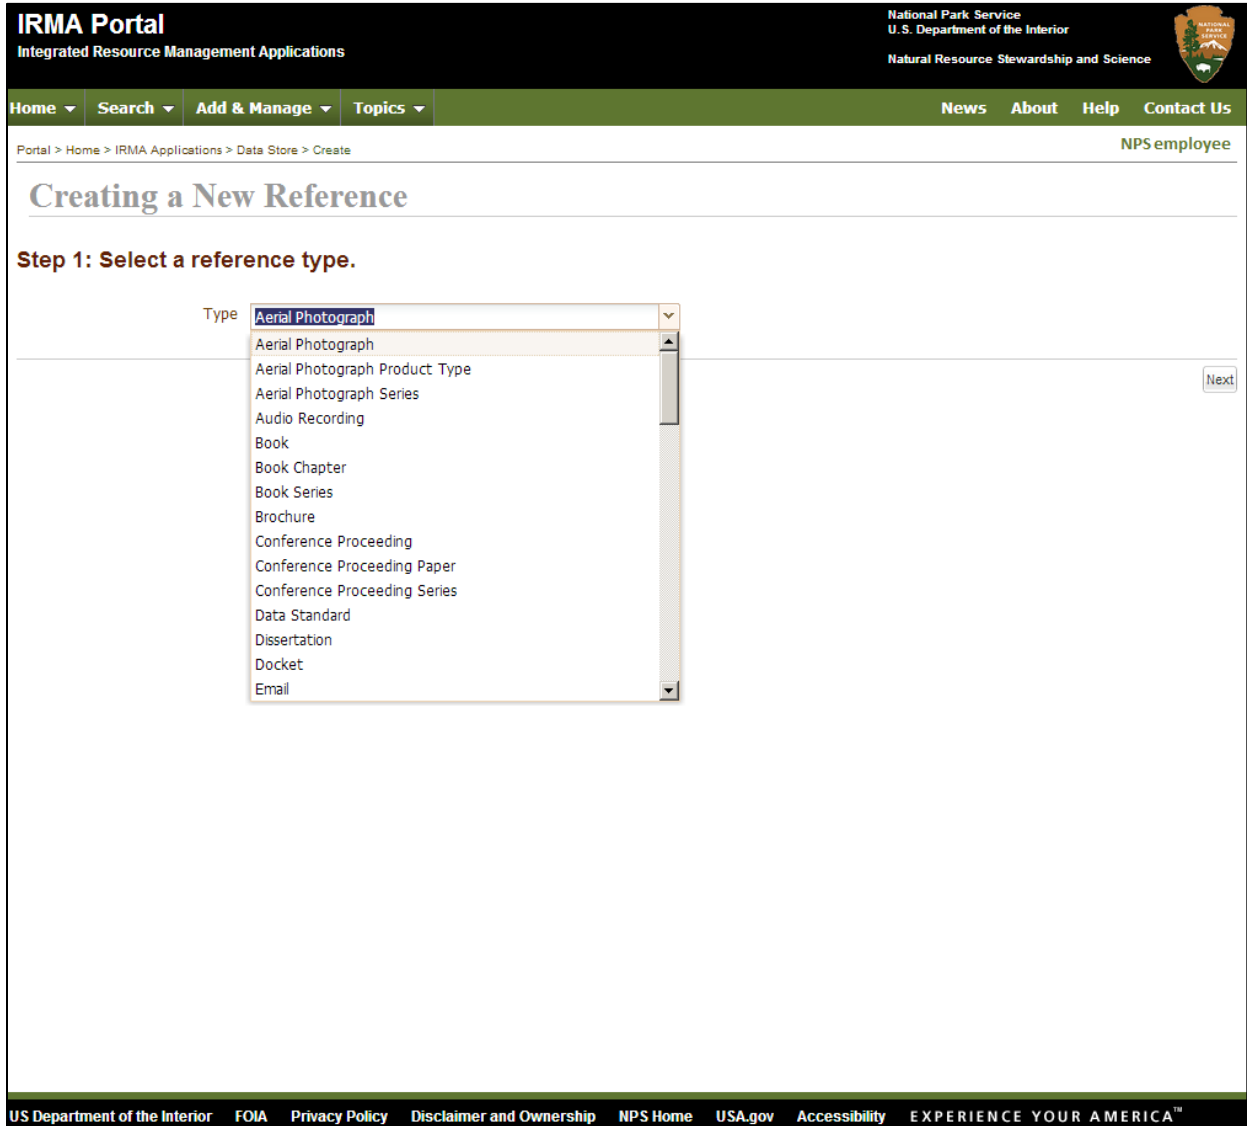 IRMA Portal
Integrated Resource Management Applications
National Park Service
U.S. Department of the Interior
Natural Resource Stewardship and Science
NATIONAL
PARK
SERVICE
Home Search Add & Manage Topics News About Help Contact Us
Portal > Home > IRMA Applications > Data Store > Create
NPS employee
Creating a New Reference
Step 1: Select a reference type.
Type Aerial Photograph
Aerial Photograph
Aerial Photograph Product Type
Aerial Photograph Series
Audio Recording
Book
Book Chapter
Book Series
Brochure
Conference Proceeding
Conference Proceeding Paper
Conference Proceeding Series
Data Standard
Dissertation
Docket
Email
Next
US Department of the Interior FOIA Privacy Policy Disclaimer and Ownership NPS Home USA.gov Accessibility EXPERIENCE YOUR AMERICA™